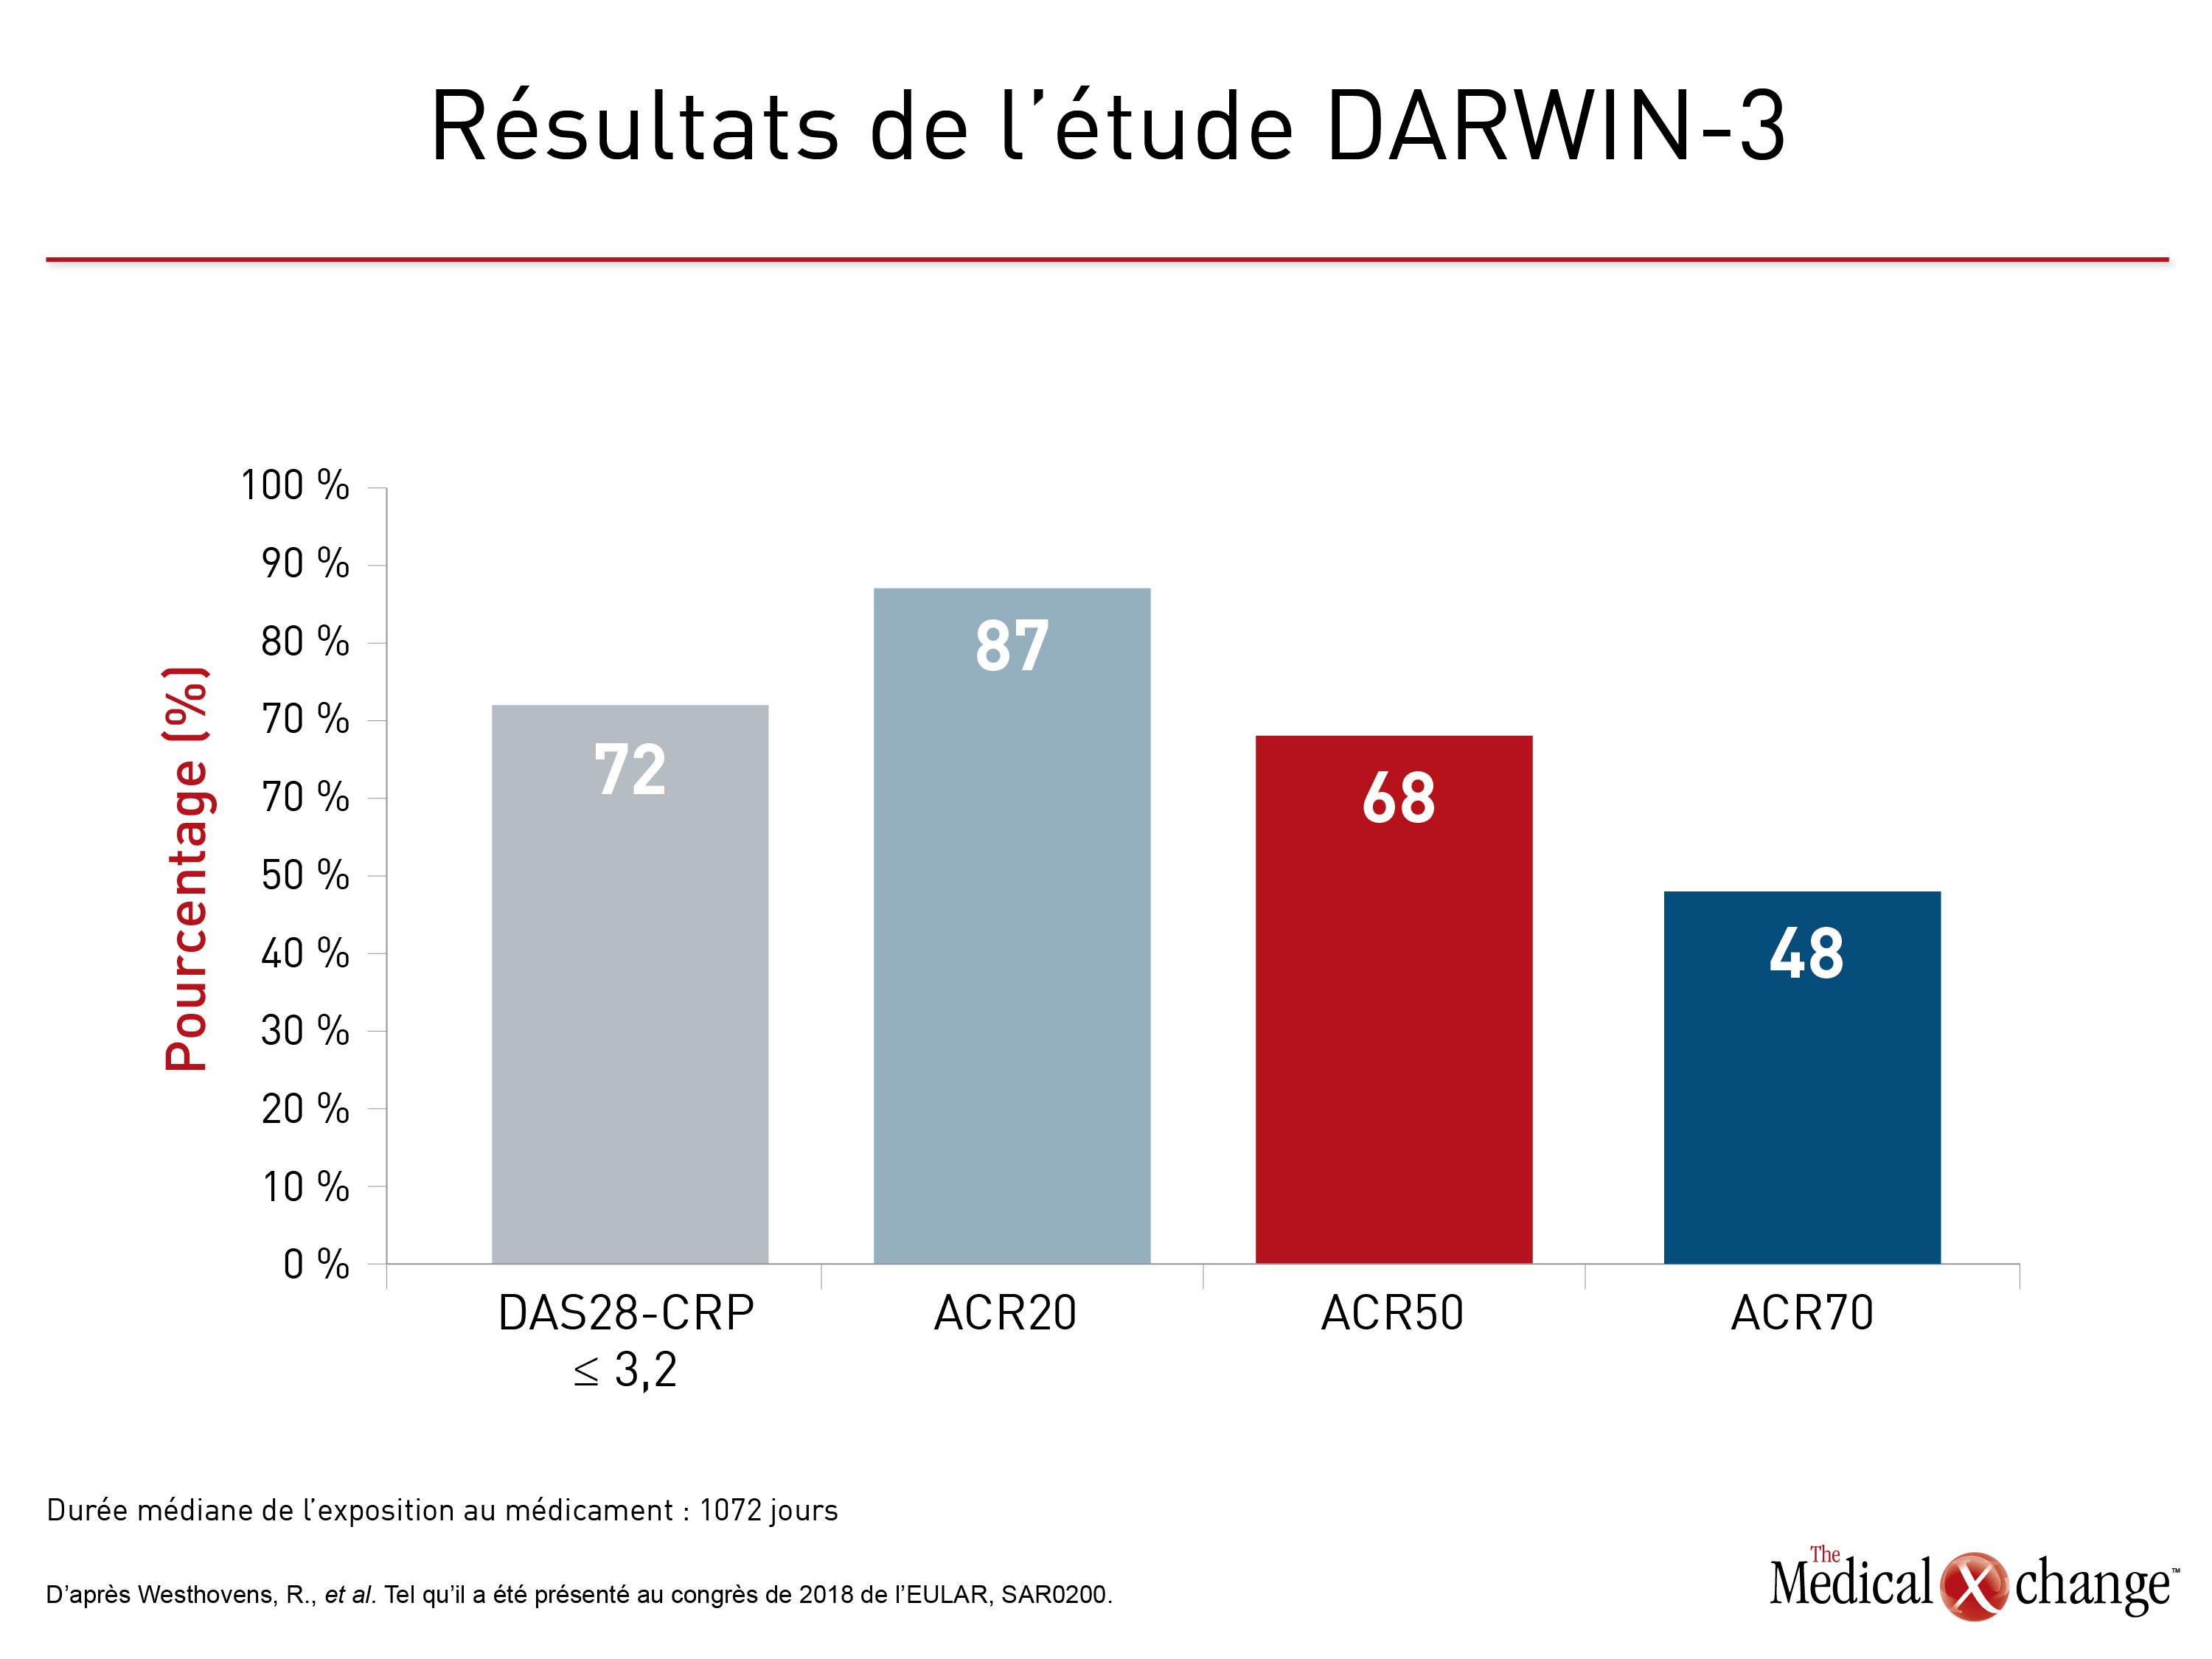 Résultats de l’étude DARWIN-3
Pourcentage (%)
100 %
90 %
80 %
70 %
70 %
50 %
40 %
30 %
20 %
10 %
0 %
72
87
68
48
DAS28-CRP
≤ 3,2
ACR20
ACR50
ACR70
Durée médiane de l’exposition au médicament : 1072 jours
D’après Westhovens, R., et al. Tel qu’il a été présenté au congrès de 2018 de l’EULAR, SAR0200.
The
Medical Xchange™